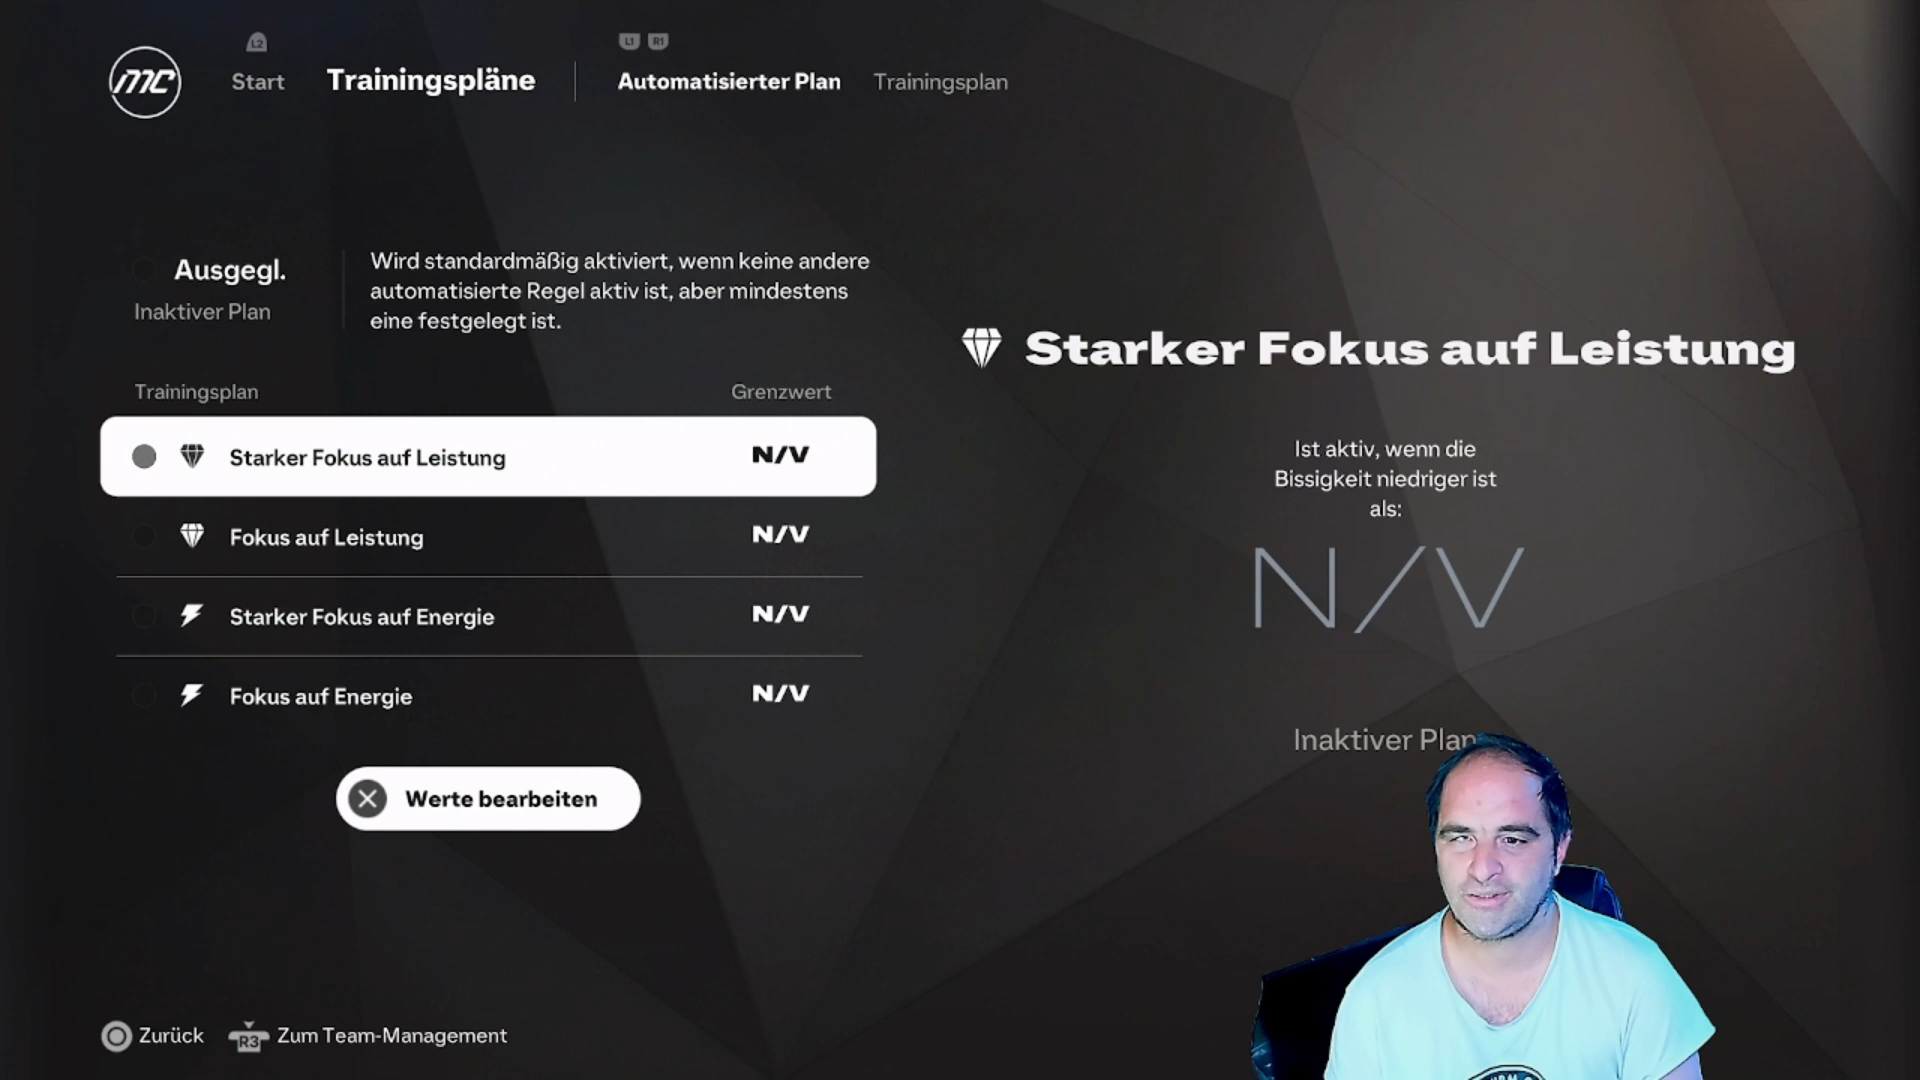 L2
L1 R1
MC Start Trainingspläne Automatisierter Plan Trainingsplan
Ausgegl.
Inaktiver Plan
Wird standardmäßig aktiviert, wenn keine andere
automatisierte Regel aktiv ist, aber mindestens
eine festgelegt ist.
Trainingsplan Grenzwert
Starker Fokus auf Leistung N/V
Fokus auf Leistung N/V
Starker Fokus auf Energie N/V
Fokus auf Energie N/V
Werte bearbeiten
Starker Fokus auf Leistung
Ist aktiv, wenn die
Bissigkeit niedriger ist
als:
N/V
Inaktiver Plan
Zurück R3 Zum Team-Management